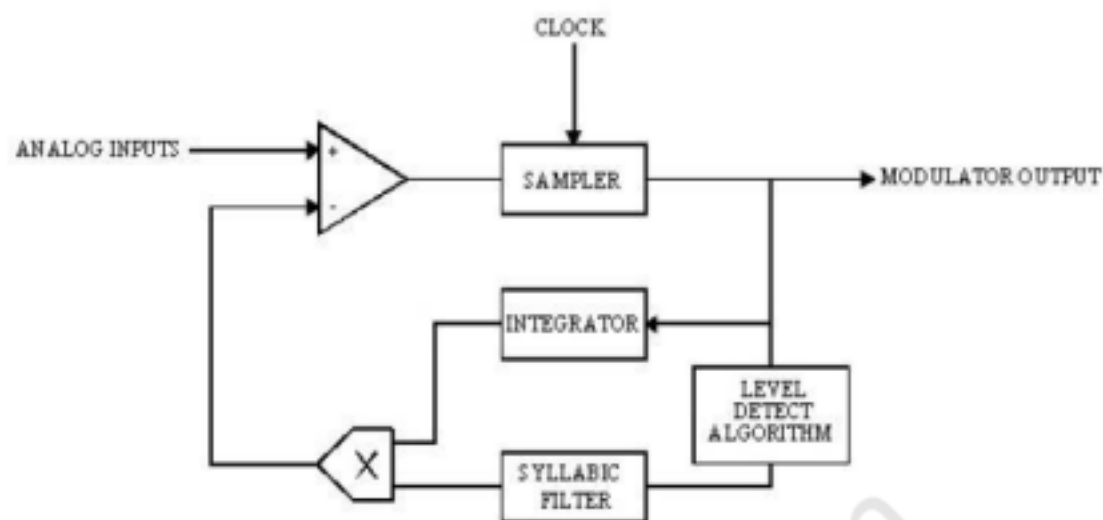 CLOCK
ANALOG INPUTS
+
SAMPLER
MODULATOR OUTPUT
-
INTEGRATOR
LEVEL
DETECT
ALGORITHM
X
SYLLABIC
FILTER